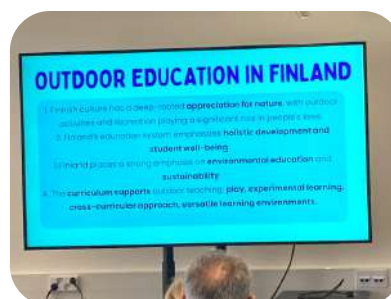 OUTDOOR EDUCATION IN FINLAND
1. Finnish culture has a deep-rooted appreciation for nature, with outdoor
activities and recreation playing a significant role in people's lives.
2. Finland's education system emphasizes holistic development and
student well-being
3. Finland places a strong emphasis on environmental education and
sustainability
4. The curriculum supports outdoor teaching, play, experimental learning,
cross-curricular approach, versatile learning environments.